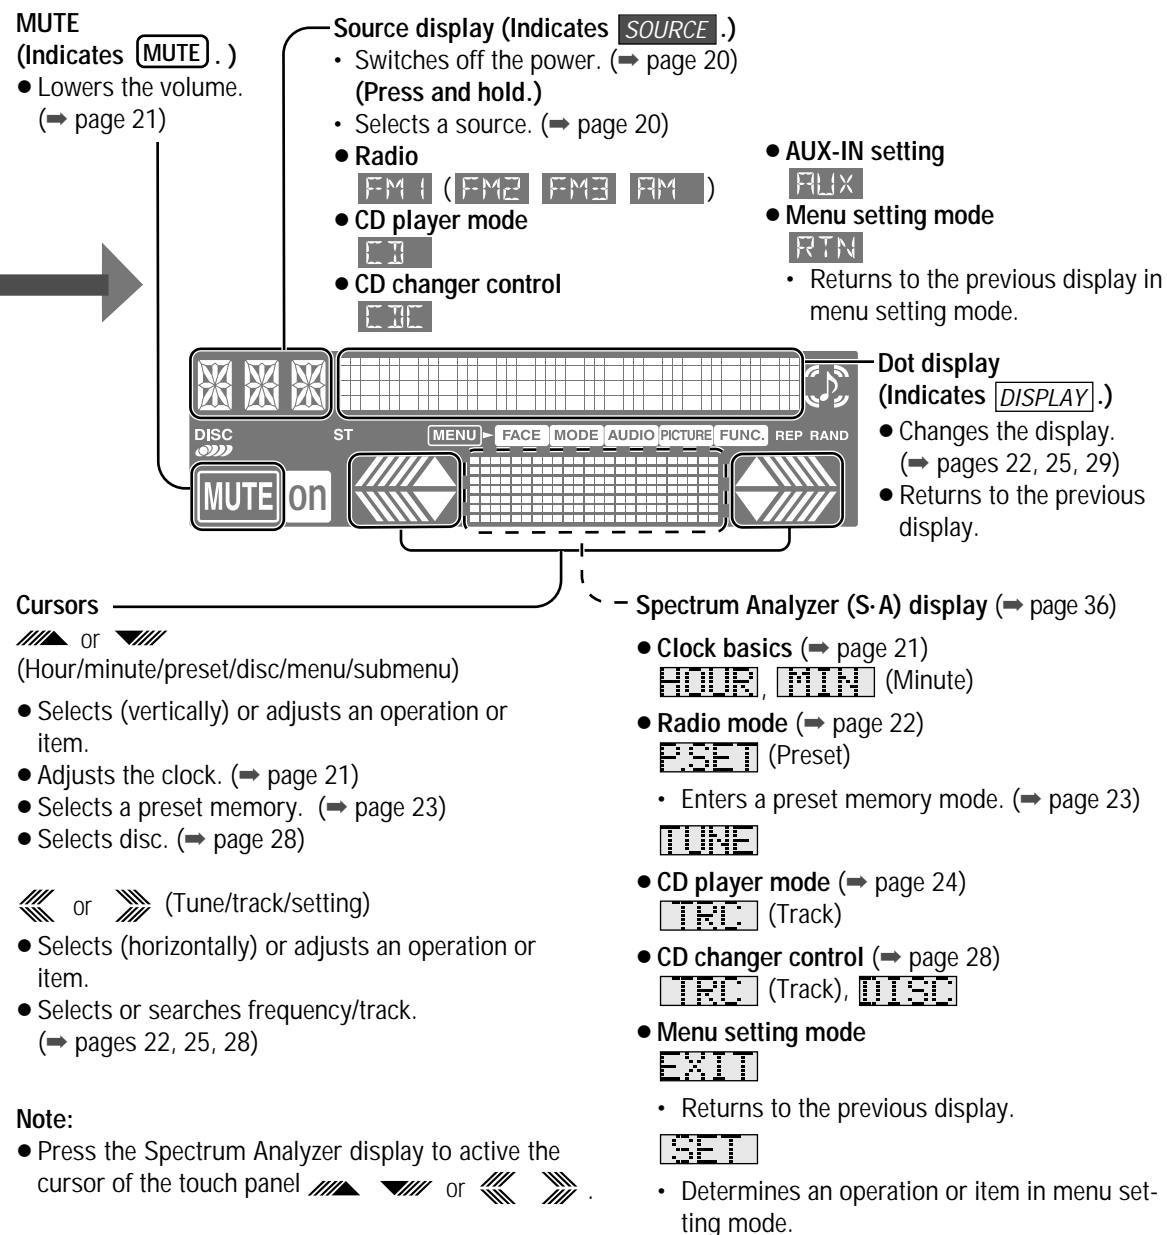 MUTE
(Indicates MUTE . )
● Lowers the volume.
(➡ page 21)
Source display (Indicates SOURCE .)
· Switches off the power. (➡ page 20)
(Press and hold.)
· Selects a source. (➡ page 20)
● Radio
FM1 ( FM2 FM3 AM )
● CD player mode
CD
● CD changer control
CDC
● AUX-IN setting
AUX
● Menu setting mode
RTN
· Returns to the previous display in
menu setting mode.
Dot display
(Indicates DISPLAY .)
● Changes the display.
(➡ pages 22, 25, 29)
● Returns to the previous
display.
DISC ST MENU FACE MODE AUDIO PICTURE FUNC. REP RAND
MUTE on
Cursors
or
(Hour/minute/preset/disc/menu/submenu)
● Selects (vertically) or adjusts an operation or
item.
● Adjusts the clock. (➡ page 21)
● Selects a preset memory. (➡ page 23)
● Selects disc. (➡ page 28)
or (Tune/track/setting)
● Selects (horizontally) or adjusts an operation or
item.
● Selects or searches frequency/track.
(➡ pages 22, 25, 28)
Note:
● Press the Spectrum Analyzer display to active the
cursor of the touch panel or .
Spectrum Analyzer (S·A) display (➡ page 36)
● Clock basics (➡ page 21)
HOUR, MIN (Minute)
● Radio mode (➡ page 22)
P.SET (Preset)
· Enters a preset memory mode. (➡ page 23)
TUNE
● CD player mode (➡ page 24)
TRC (Track)
● CD changer control (➡ page 28)
TRC (Track), DISC
● Menu setting mode
EXIT
· Returns to the previous display.
SET
· Determines an operation or item in menu set-
ting mode.